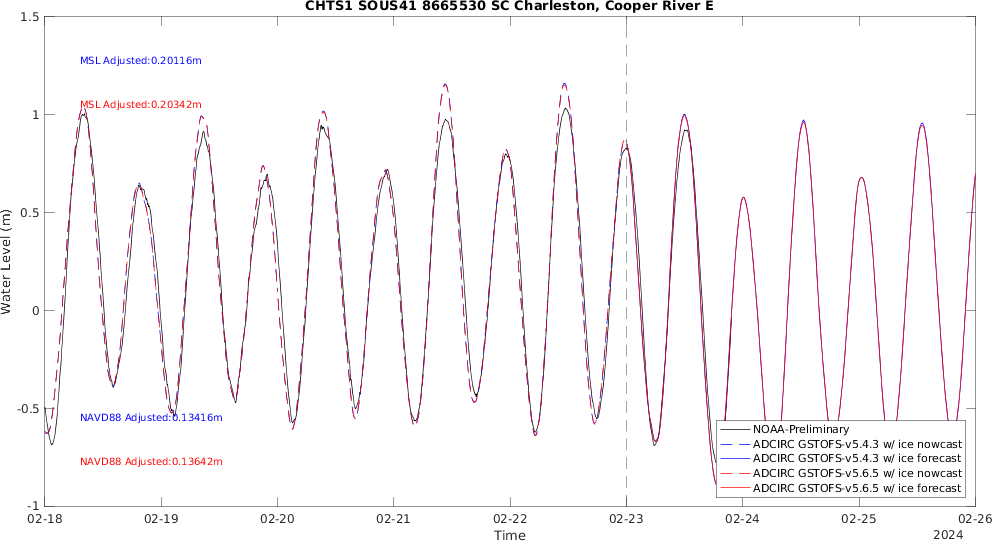 CHTS1 SOUS41 8665530 SC Charleston, Cooper River E
1.5
1
0.5
0
-0.5
-1
Water Level (m)
MSL Adjusted:0.20116m
MSL Adjusted:0.20342m
NAVD88 Adjusted:0.13416m
NAVD88 Adjusted:0.13642m
NOAA-Preliminary
ADCIRC GSTOFS-v5.4.3 w/ ice nowcast
ADCIRC GSTOFS-v5.4.3 w/ ice forecast
ADCIRC GSTOFS-v5.6.5 w/ ice nowcast
ADCIRC GSTOFS-v5.6.5 w/ ice forecast
02-18 02-19 02-20 02-21 02-22 02-23 02-24 02-25 02-26
Time
2024